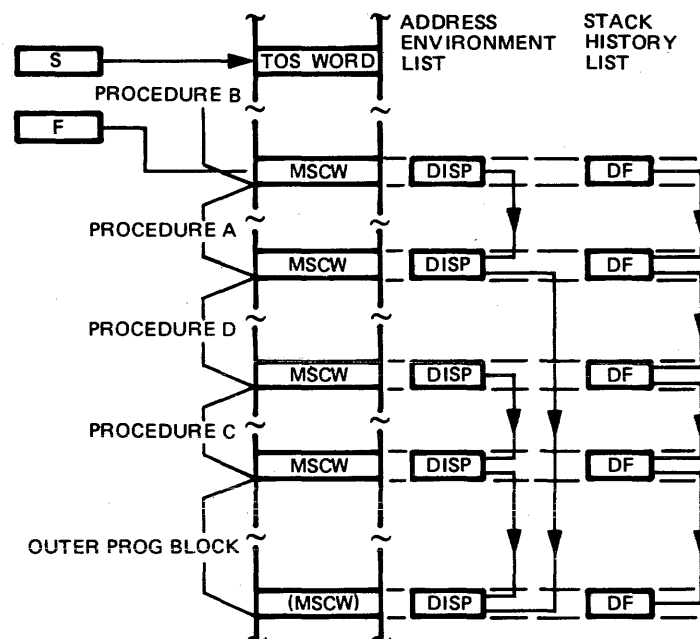 ADDRESS
ENVIRONMENT
LIST
STACK
HISTORY
LIST
S
TOS WORD
PROCEDURE B
F
MSCW
DISP
DF
PROCEDURE A
MSCW
DISP
DF
PROCEDURE D
MSCW
DISP
DF
PROCEDURE C
MSCW
DISP
DF
OUTER PROG BLOCK
(MSCW)
DISP
DF